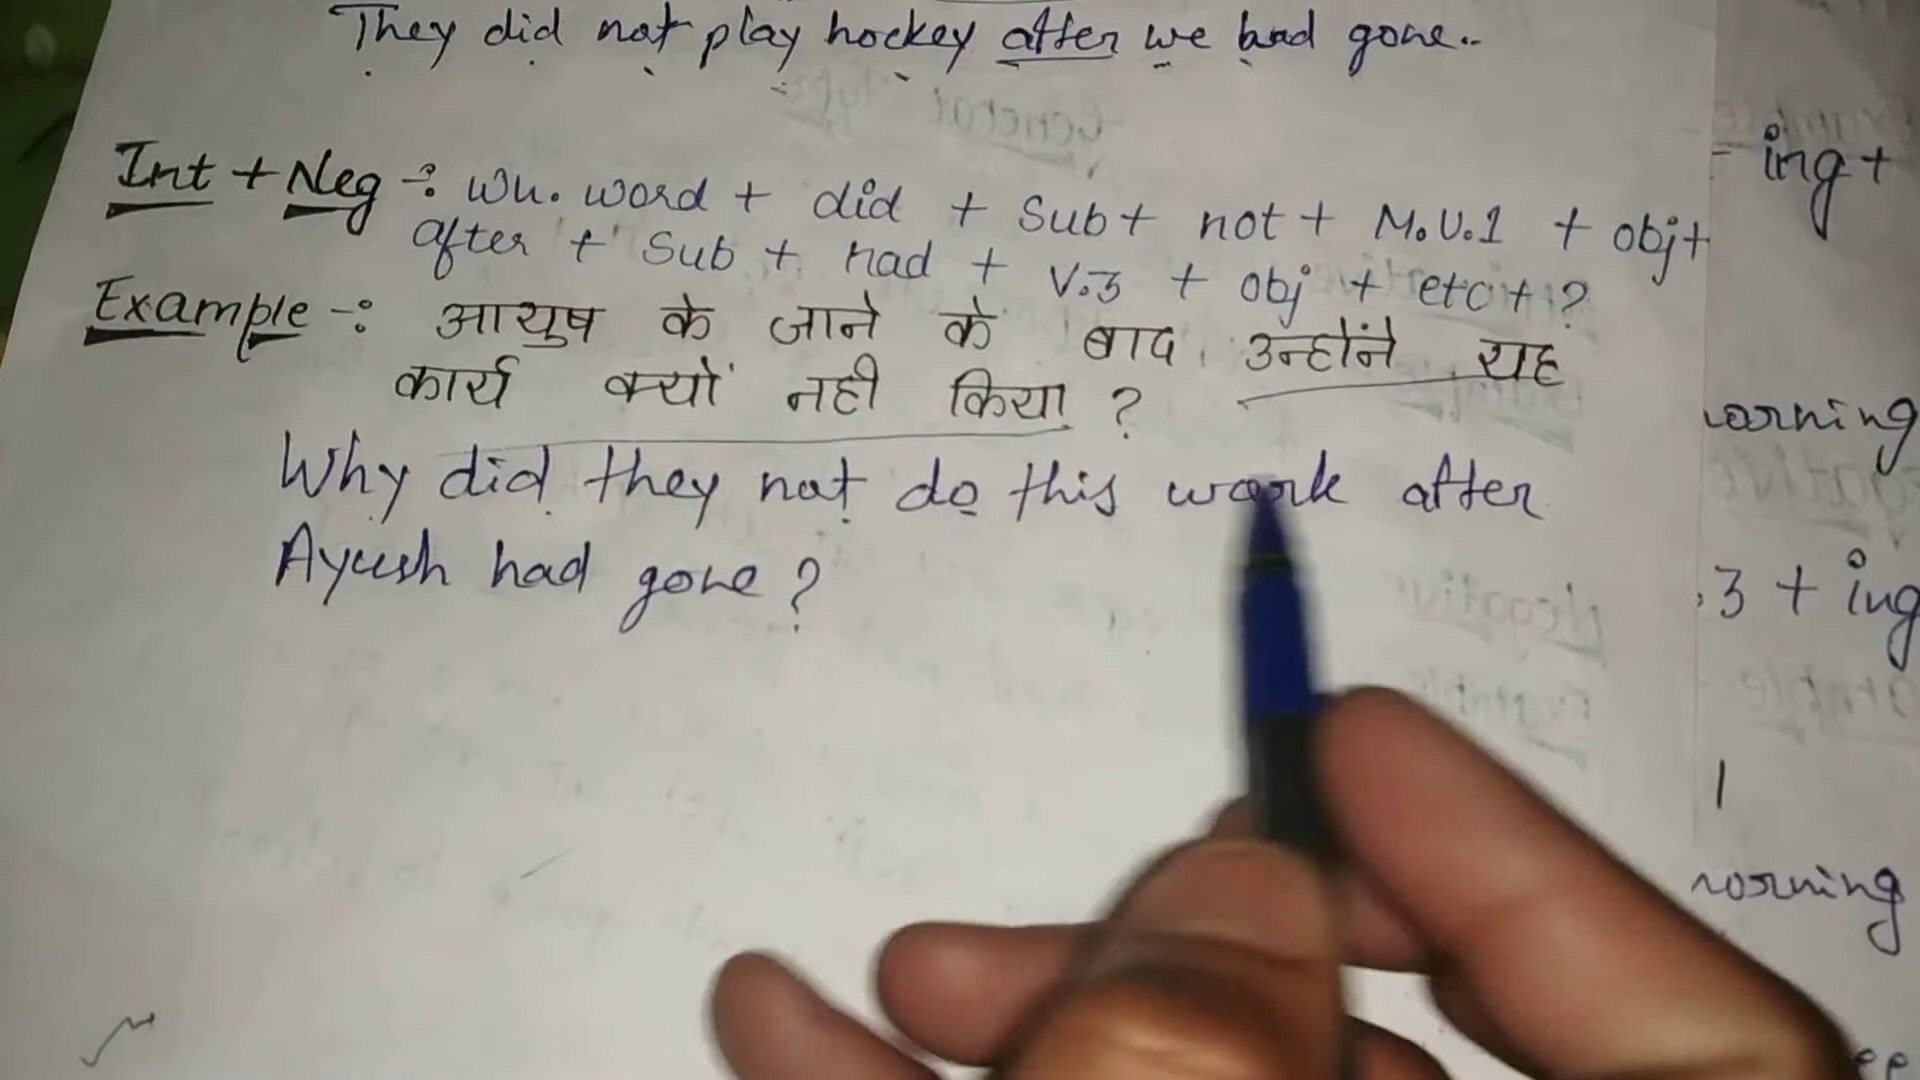 They did not play hockey after we had gone..
Int + Neg -: Wh. word + did + Sub + not + M.V.1 + obj+
after + Sub + had + V.3 + obj + etc + ?
Example -: आयुष के जाने के बाद उन्होंने यह
कार्य क्यों नही किया ?
Why did they not do this work after
Ayush had gone ?
ing +
.3 + ing